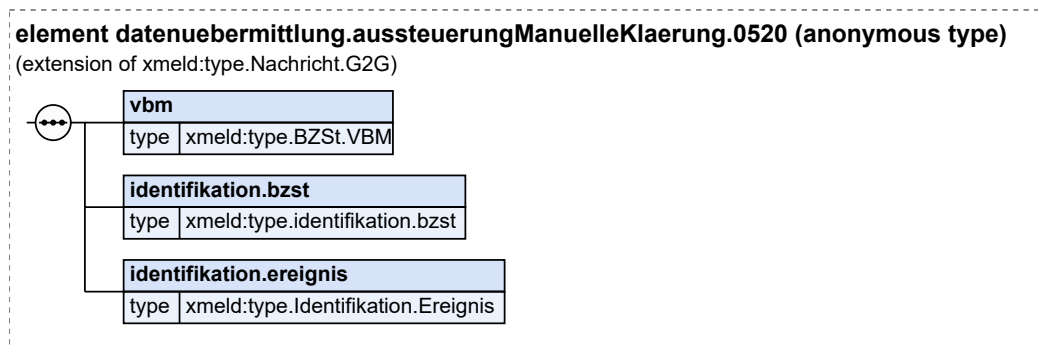 element datenuebermittlung.aussteuerungManuelleKlaerung.0520 (anonymous type)
(extension of xmeld:type.Nachricht.G2G)
vbm
type xmeld:type.BZSt.VBM
identifikation.bzst
type xmeld:type.identifikation.bzst
identifikation.ereignis
type xmeld:type.Identifikation.Ereignis